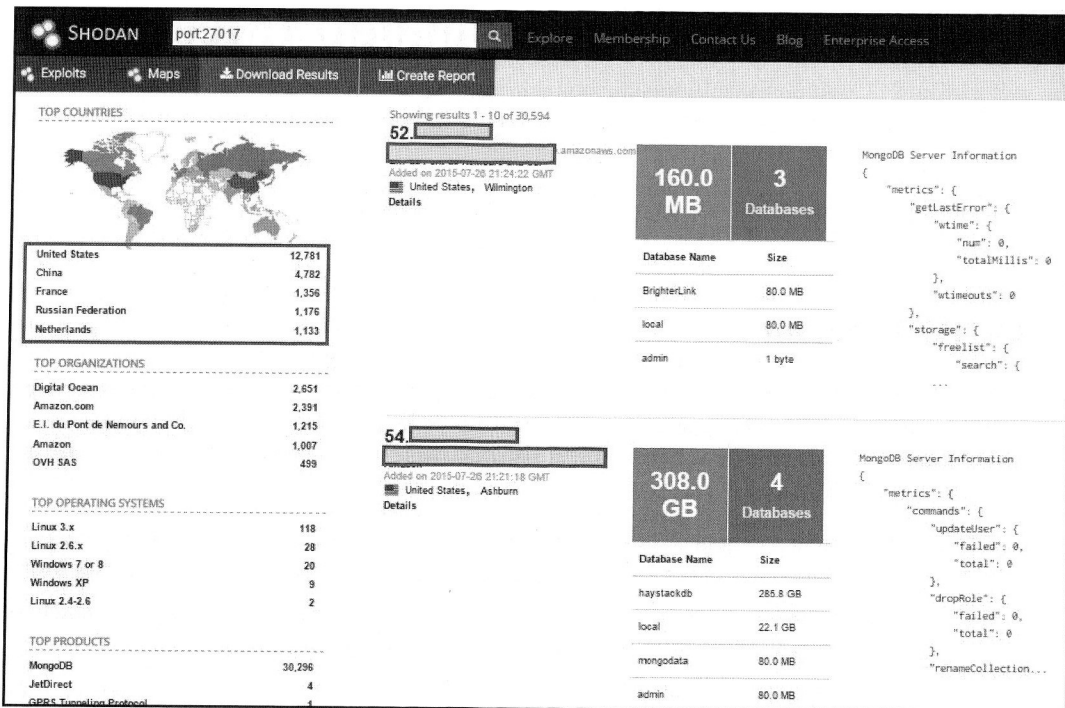 SHODAN port:27017 Explore Membership Contact Us Blog Enterprise Access
Exploits Maps Download Results Create Report
TOP COUNTRIES
United States 12,781
China 4,782
France 1,356
Russian Federation 1,176
Netherlands 1,133
TOP ORGANIZATIONS
Digital Ocean 2,651
Amazon.com 2,391
E.I. du Pont de Nemours and Co. 1,215
Amazon 1,007
OVH SAS 499
TOP OPERATING SYSTEMS
Linux 3.x 118
Linux 2.6.x 28
Windows 7 or 8 20
Windows XP 9
Linux 2.4-2.6 2
TOP PRODUCTS
MongoDB 30,296
JetDirect 4
GPRS Tunneling Protocol 1
Showing results 1 - 10 of 30,594
52.
.amazonaws.com
Added on 2015-07-26 21:24:22 GMT
United States, Wilmington
Details
160.0
MB
3
Databases
Database Name Size
BrighterLink 80.0 MB
local 80.0 MB
admin 1 byte
MongoDB Server Information
{
"metrics": {
"getLastError": {
"wtime": {
"num": 0,
"totalMillis": 0
},
"wtimeouts": 0
},
"storage": {
"freelist": {
"search": {
...
54.
Added on 2015-07-26 21:21:18 GMT
United States, Ashburn
Details
308.0
GB
4
Databases
Database Name Size
haystackdb 285.8 GB
local 22.1 GB
mongodata 80.0 MB
admin 80.0 MB
MongoDB Server Information
{
"metrics": {
"commands": {
"updateUser": {
"failed": 0,
"total": 0
},
"dropRole": {
"failed": 0,
"total": 0
},
"renameCollection...